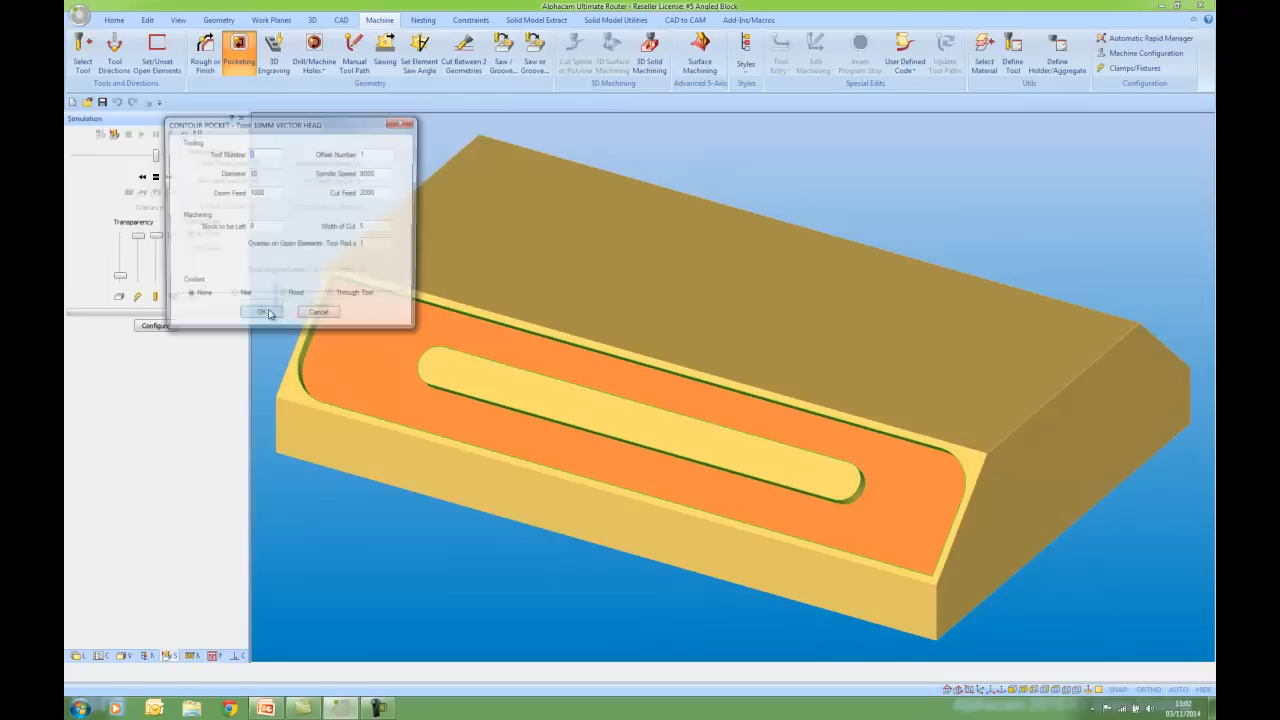 Alphacam Ultimate Router - Reseller License: #5 Angled Block
Home Edit View Geometry Work Planes 3D CAD Machine Nesting Constraints Solid Model Extract Solid Model Utilities CAD to CAM Add-Ins/Macros
Select Tool
Tool Directions
Set/Unset Open Elements
Rough or Finish
Pocketing
3D Engraving
Drill/Machine Holes
Manual Tool Path
Sawing
Set Element Saw Angle
Cut Between 2 Geometries
Saw / Groove...
Saw or Groove...
Cut Spline or Polyline
3D Surface Machining
3D Solid Machining
Surface Machining
Styles
Tool Entry
Edit Machining
Insert Program Stop
User Defined Code
Update Tool Paths
Select Material
Define Tool
Define Holder/Aggregate
Automatic Rapid Manager
Machine Configuration
Clamps/Fixtures
Tools and Directions
Machining
3D Machining
Advanced 5-Axis
Styles
Special Edits
Utils
Configuration
Simulation
CONTOUR POCKET - Tool: 10MM VECTOR HEAD
Tooling
Tool Number
Offset Number 1
Diameter 10
Spindle Speed 8000
Down Feed 1000
Cut Feed 2000
Machining
Stock to be Left 0
Width of Cut 5
Overlap on Open Elements: Tool Rad x 1
Coolant
None Mist Flood Through Tool
OK Cancel
Transparency
SNAP ORTHO AUTO HIDE
13:02
03/11/2014